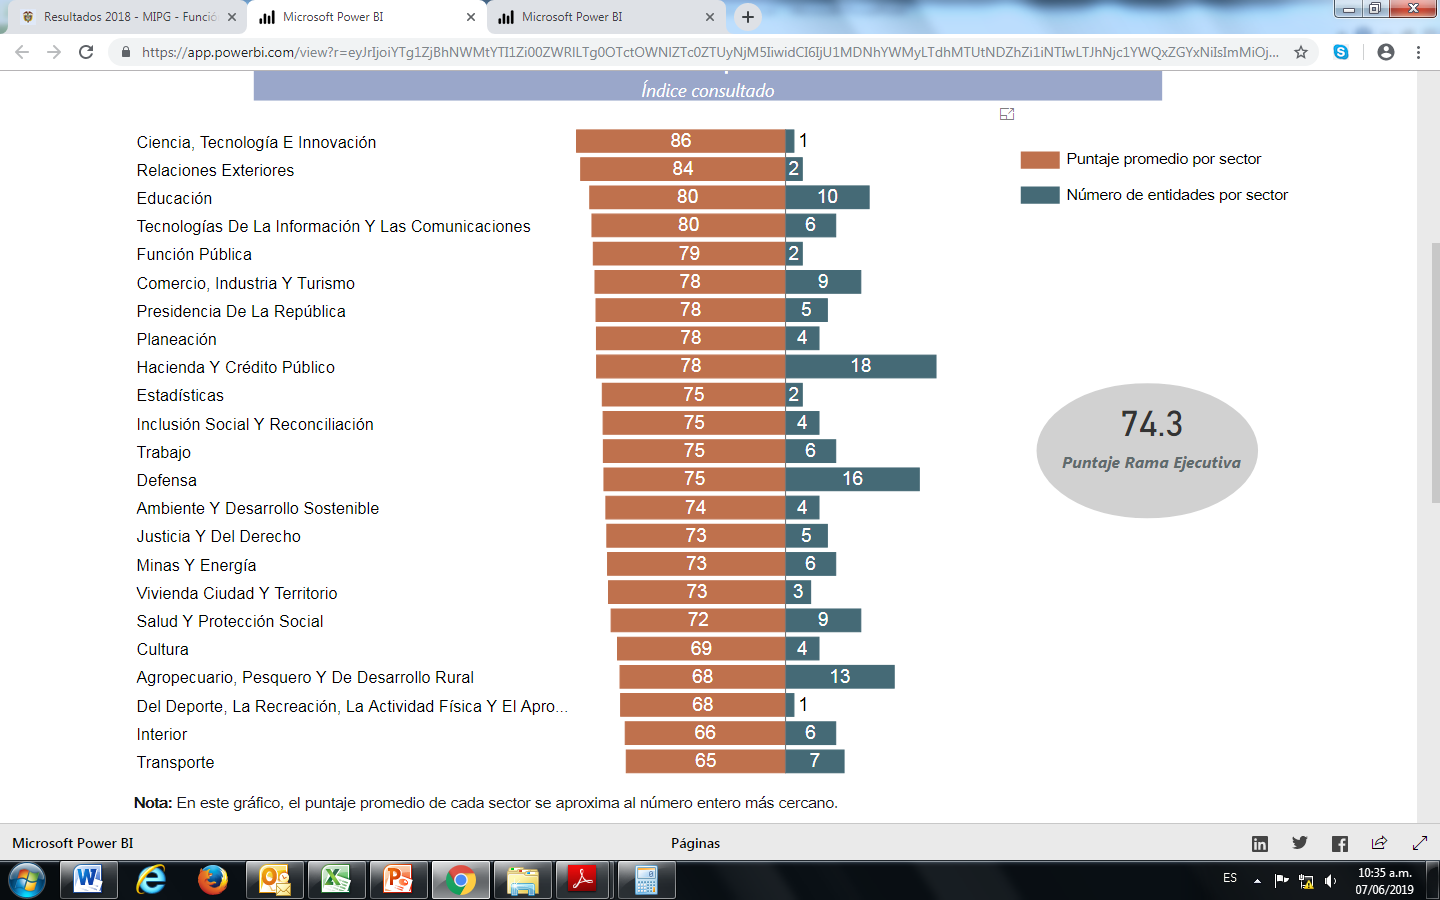 Resultados 2018 - MIPG - Funció
Microsoft Power BI
Microsoft Power BI
Índice consultado
Ciencia, Tecnología E Innovación 86 1
Relaciones Exteriores 84 2
Educación 80 10
Tecnologías De La Información Y Las Comunicaciones 80 6
Función Pública 79 2
Comercio, Industria Y Turismo 78 9
Presidencia De La República 78 5
Planeación 78 4
Hacienda Y Crédito Público 78 18
Estadísticas 75 2
Inclusión Social Y Reconciliación 75 4
Trabajo 75 6
Defensa 75 16
Ambiente Y Desarrollo Sostenible 74 4
Justicia Y Del Derecho 73 5
Minas Y Energía 73 6
Vivienda Ciudad Y Territorio 73 3
Salud Y Protección Social 72 9
Cultura 69 4
Agropecuario, Pesquero Y De Desarrollo Rural 68 13
Del Deporte, La Recreación, La Actividad Física Y El Apro... 68 1
Interior 66 6
Transporte 65 7
Puntaje promedio por sector
Número de entidades por sector
74.3
Puntaje Rama Ejecutiva
Nota: En este gráfico, el puntaje promedio de cada sector se aproxima al número entero más cercano.
Microsoft Power BI
Páginas
ES
10:35 a.m.
07/06/2019